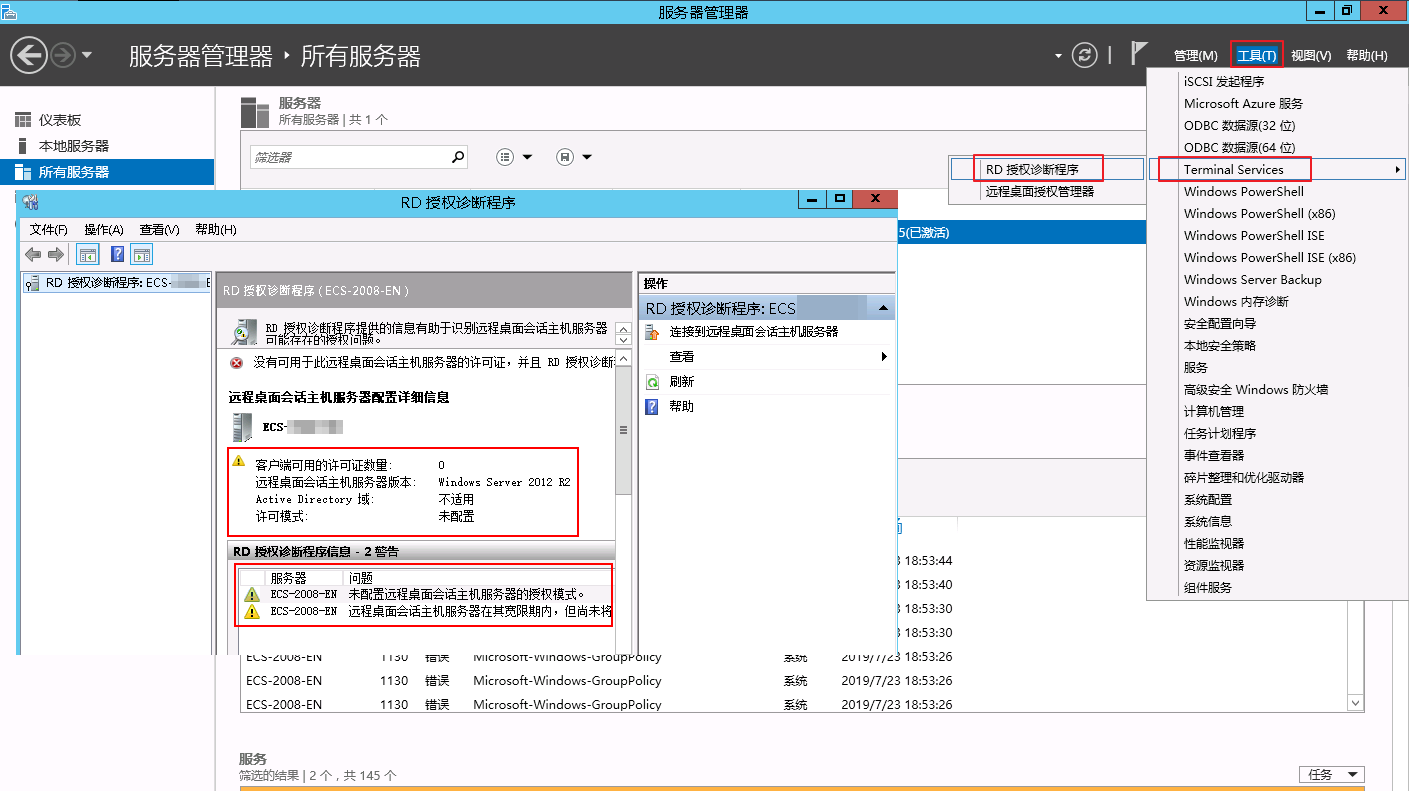 服务器管理器
服务器管理器 · 所有服务器
管理(M) 工具(T) 视图(V) 帮助(H)
仪表板
本地服务器
所有服务器
服务器
所有服务器 | 共 1 个
筛选器
5(已激活)
RD 授权诊断程序
远程桌面授权管理器
iSCSI 发起程序
Microsoft Azure 服务
ODBC 数据源(32 位)
ODBC 数据源(64 位)
Terminal Services
Windows PowerShell
Windows PowerShell (x86)
Windows PowerShell ISE
Windows PowerShell ISE (x86)
Windows Server Backup
Windows 内存诊断
安全配置向导
本地安全策略
服务
高级安全 Windows 防火墙
计算机管理
任务计划程序
事件查看器
碎片整理和优化驱动器
系统配置
系统信息
性能监视器
资源监视器
组件服务
RD 授权诊断程序
文件(F) 操作(A) 查看(V) 帮助(H)
RD 授权诊断程序: ECS-
RD 授权诊断程序 ( ECS-2008-EN )
RD 授权诊断程序提供的信息有助于识别远程桌面会话主机服务器
可能存在的授权问题。
没有可用于此远程桌面会话主机服务器的许可证，并且 RD 授权诊断
远程桌面会话主机服务器配置详细信息
ECS-
客户端可用的许可证数量: 0
远程桌面会话主机服务器版本: Windows Server 2012 R2
Active Directory 域: 不适用
许可模式: 未配置
RD 授权诊断程序信息 - 2 警告
服务器 问题
ECS-2008-EN 未配置远程桌面会话主机服务器的授权模式。
ECS-2008-EN 远程桌面会话主机服务器在其宽限期内，但尚未将
操作
RD 授权诊断程序: ECS
连接到远程桌面会话主机服务器
查看
刷新
帮助
3 18:53:44
3 18:53:40
3 18:53:30
3 18:53:30
ECS-2008-EN 1130 错误 Microsoft-Windows-GroupPolicy 系统 2019/7/23 18:53:26
ECS-2008-EN 1130 错误 Microsoft-Windows-GroupPolicy 系统 2019/7/23 18:53:26
ECS-2008-EN 1130 错误 Microsoft-Windows-GroupPolicy 系统 2019/7/23 18:53:26
服务
筛选的结果 | 2 个，共 145 个
任务